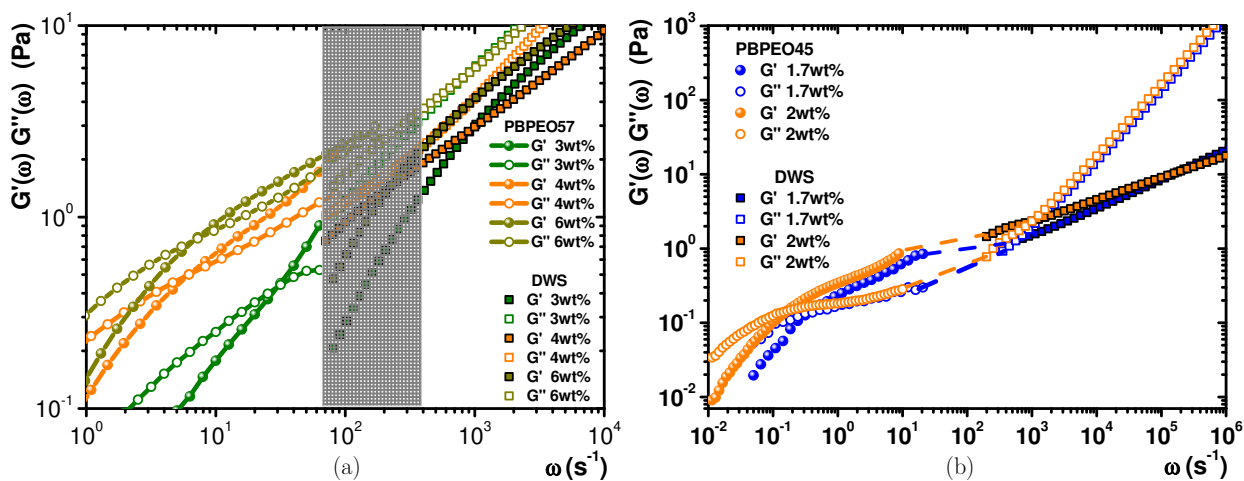 G'(ω) G''(ω) (Pa)
10¹
10⁰
10⁻¹
PBPEO57
G' 3wt%
G'' 3wt%
G' 4wt%
G'' 4wt%
G' 6wt%
G'' 6wt%
DWS
G' 3wt%
G'' 3wt%
G' 4wt%
G'' 4wt%
G' 6wt%
G'' 6wt%
10⁰ 10¹ 10² 10³ 10⁴
(a) ω (s⁻¹)
G'(ω) G''(ω) (Pa)
10³
10²
10¹
10⁰
10⁻¹
10⁻²
PBPEO45
G' 1.7wt%
G'' 1.7wt%
G' 2wt%
G'' 2wt%
DWS
G' 1.7wt%
G'' 1.7wt%
G' 2wt%
G'' 2wt%
10⁻² 10⁻¹ 10⁰ 10¹ 10² 10³ 10⁴ 10⁵ 10⁶
(b) ω (s⁻¹)